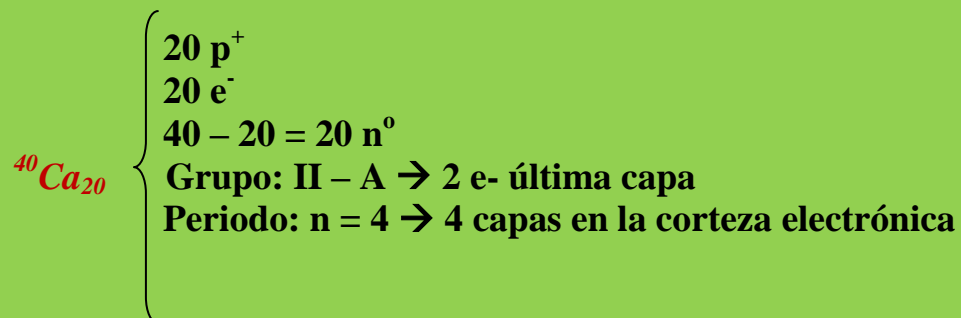 20 p⁺
20 e⁻
40 – 20 = 20 nº
⁴⁰Ca₂₀
Grupo: II – A → 2 e- última capa
Periodo: n = 4 → 4 capas en la corteza electrónica